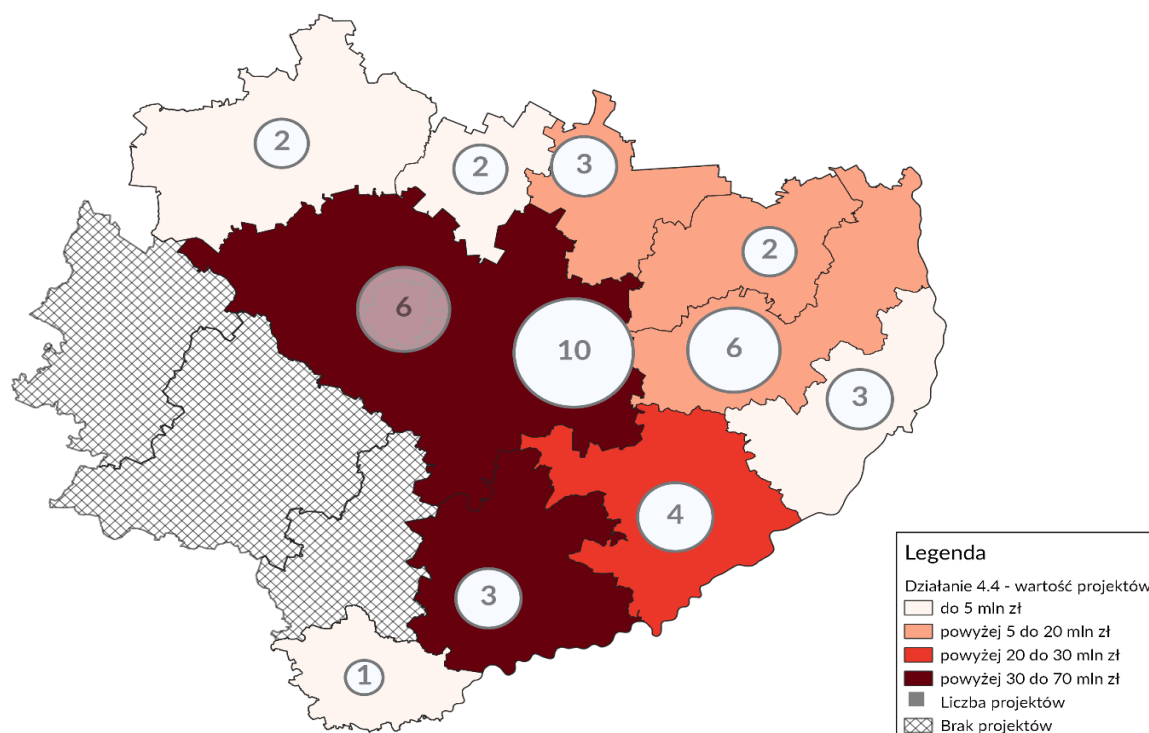 2
2
3
2
6
10
6
3
4
3
1
Legenda
Działanie 4.4 - wartość projektów
do 5 mln zł
powyżej 5 do 20 mln zł
powyżej 20 do 30 mln zł
powyżej 30 do 70 mln zł
Liczba projektów
Brak projektów